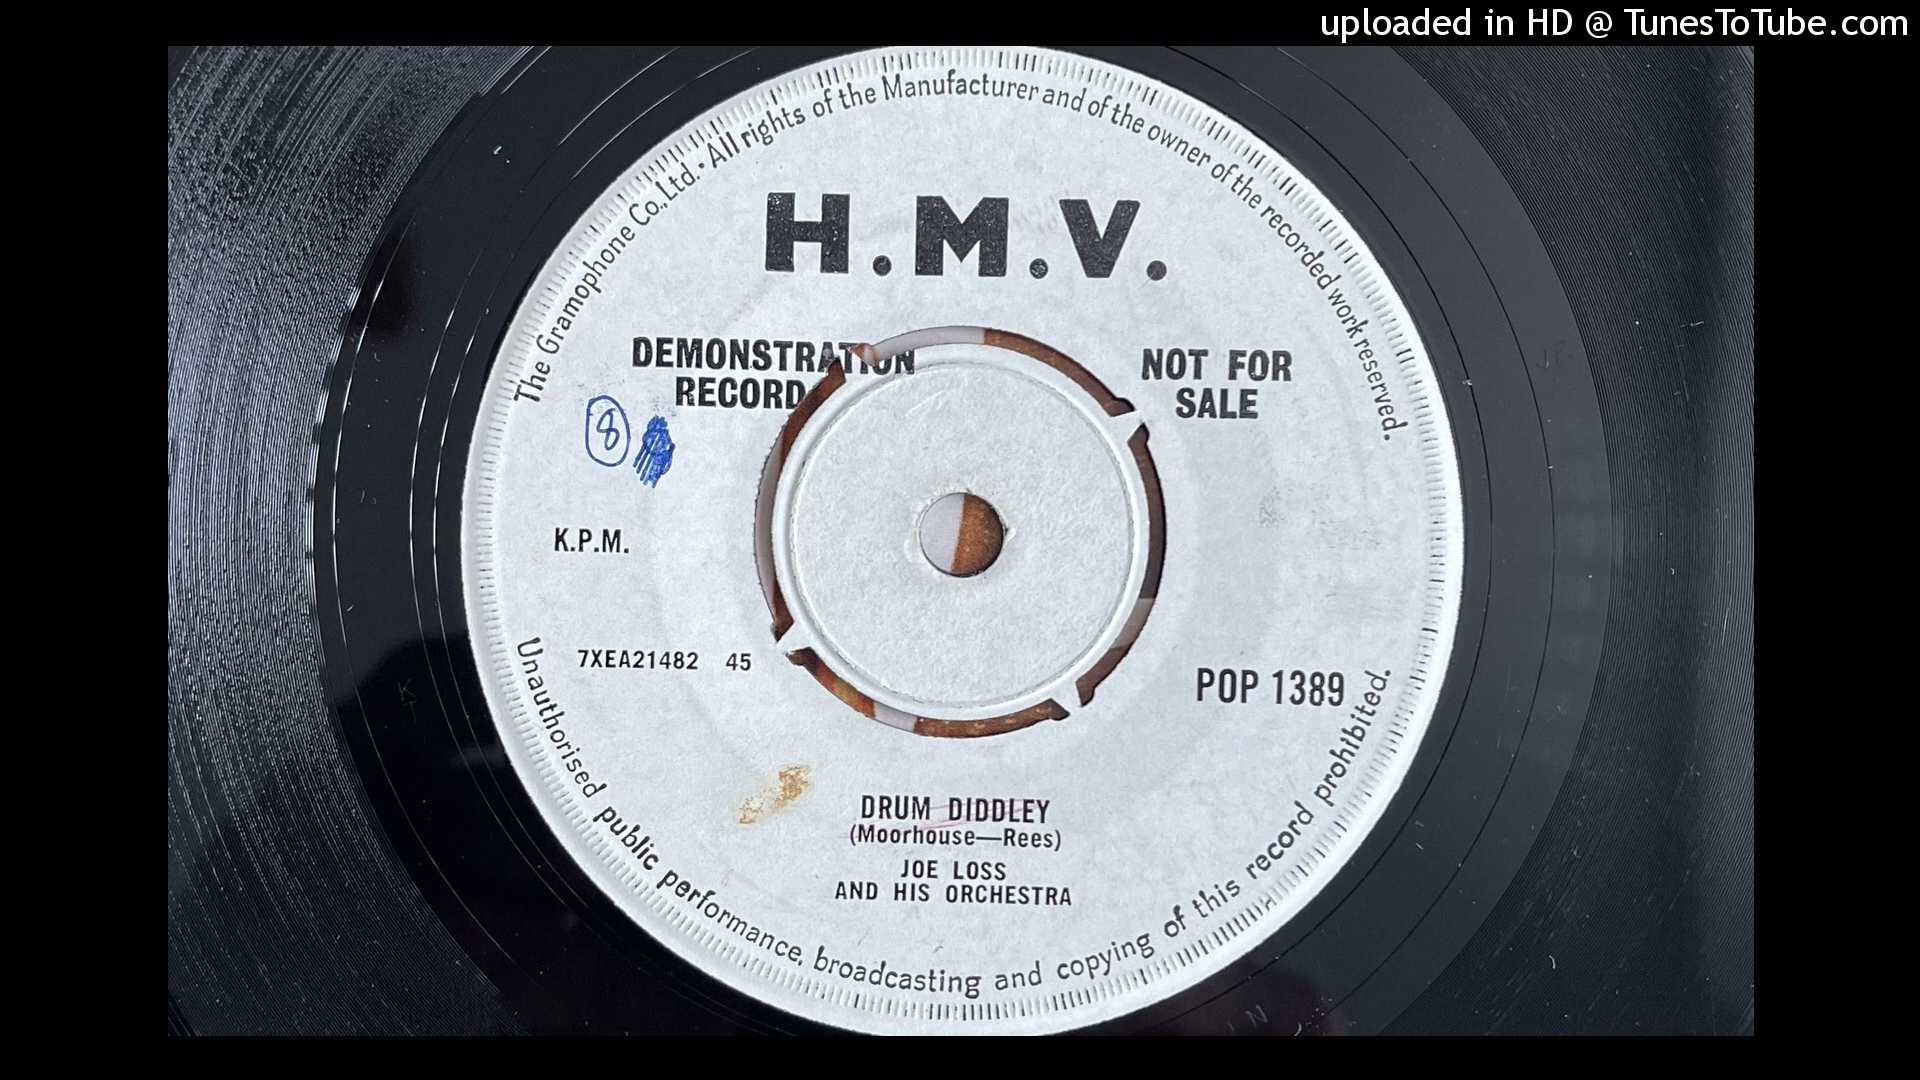 uploaded in HD @ TunesToTube.com
The Gramophone Co., Ltd. · All rights of the Manufacturer and of the owner of the recorded work reserved.
H.M.V.
DEMONSTRATION
RECORD
NOT FOR
SALE
8
K.P.M.
7XEA21482 45
POP 1389
DRUM DIDDLEY
(Moorhouse—Rees)
JOE LOSS
AND HIS ORCHESTRA
Unauthorised public performance, broadcasting and copying of this record prohibited.